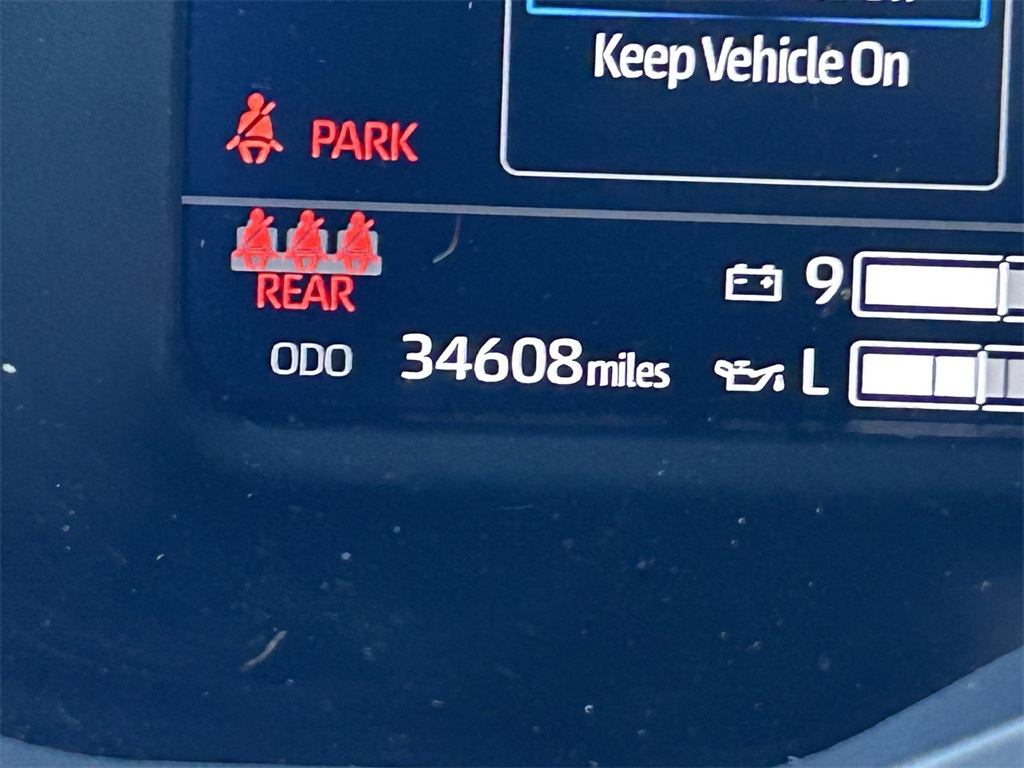 Keep Vehicle On
PARK
REAR
9
ODO 34608 miles
L